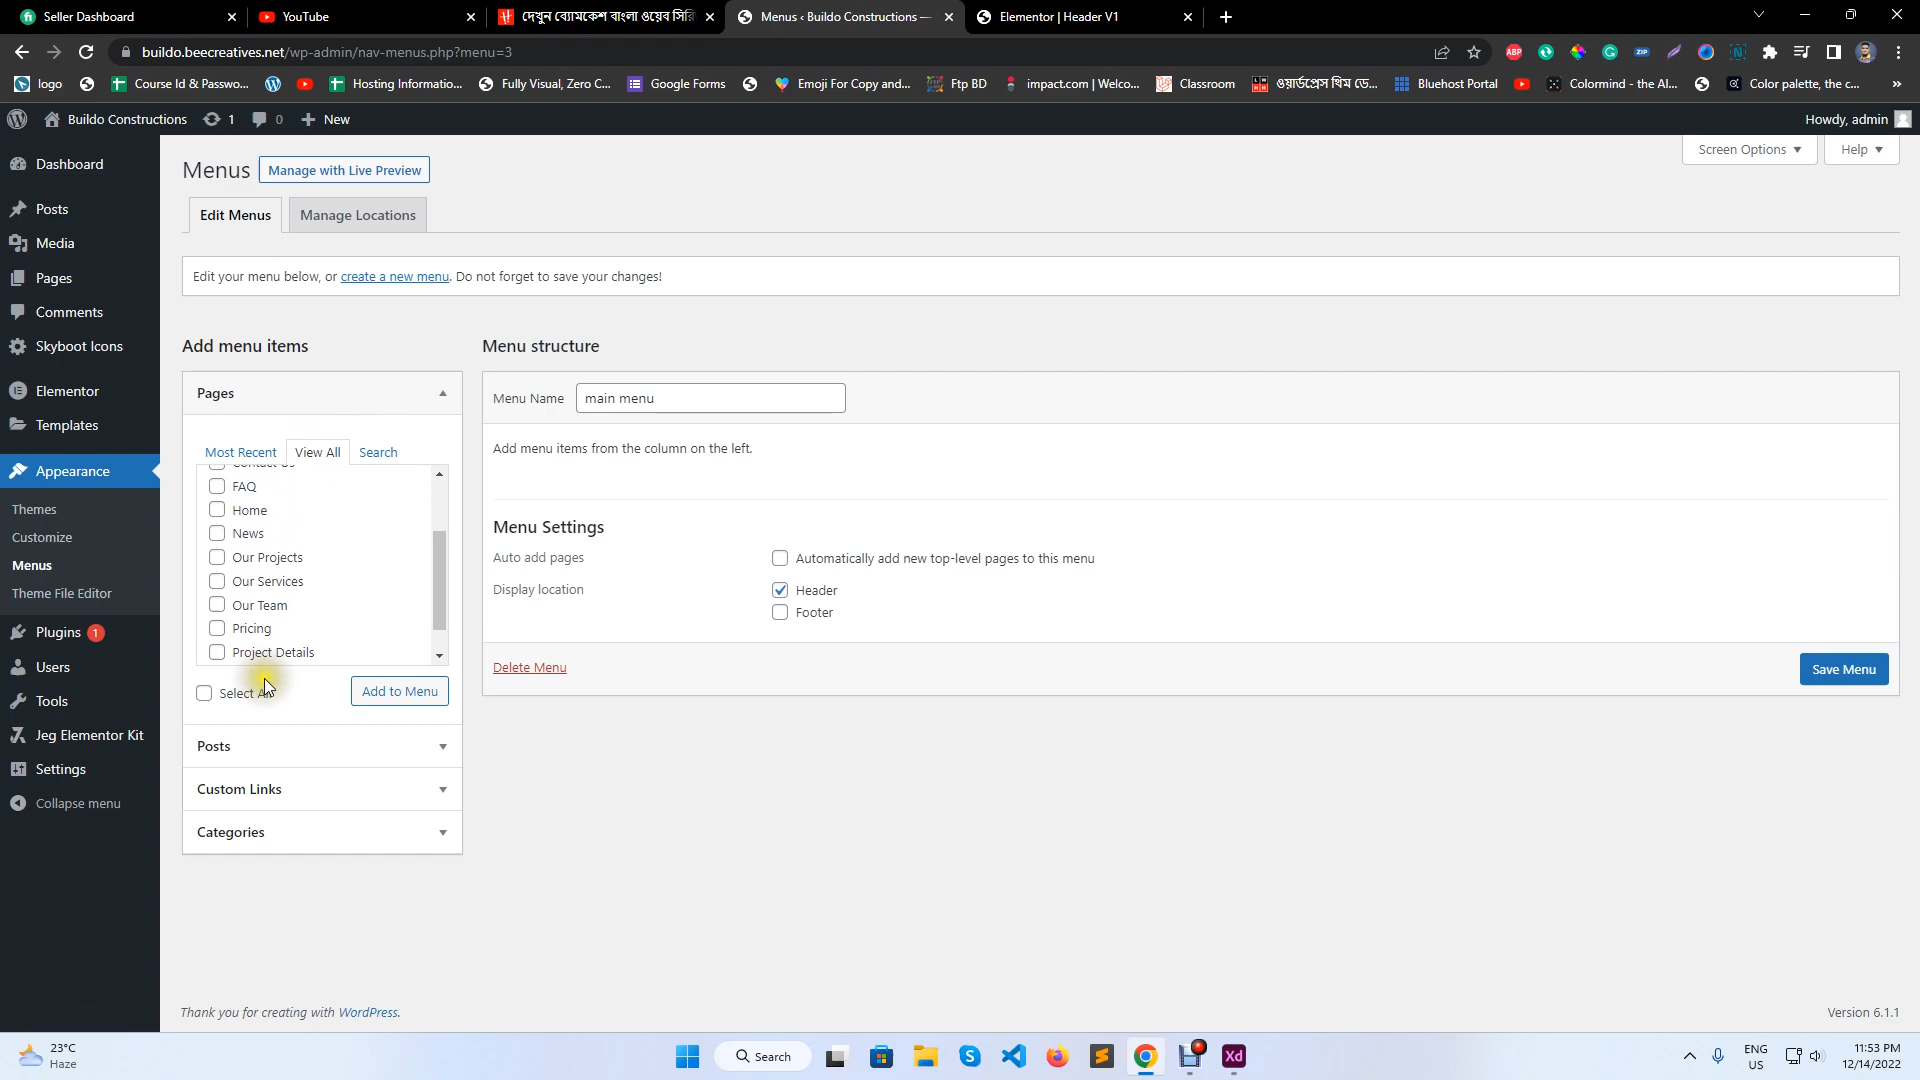 Seller Dashboard
YouTube
দেখুন ব্যোমকেশ বাংলা ওয়েব সিরি
Menus ‹ Buildo Constructions —
Elementor | Header V1
buildo.beecreatives.net/wp-admin/nav-menus.php?menu=3
logo
Course Id & Passwo...
Hosting Informatio...
Fully Visual, Zero C...
Google Forms
Emoji For Copy and...
Ftp BD
impact.com | Welco...
Classroom
ওয়ার্ডপ্রেস থিম ডে...
Bluehost Portal
Colormind - the AI...
Color palette, the c...
»
Buildo Constructions
1
0
New
Howdy, admin
Dashboard
Posts
Media
Pages
Comments
Skyboot Icons
Elementor
Templates
Appearance
Themes
Customize
Menus
Theme File Editor
Plugins 1
Users
Tools
Jeg Elementor Kit
Settings
Collapse menu
Screen Options
Help
Menus
Manage with Live Preview
Edit Menus
Manage Locations
Edit your menu below, or create a new menu. Do not forget to save your changes!
Add menu items
Pages
Most Recent
View All
Search
Contact Us
FAQ
Home
News
Our Projects
Our Services
Our Team
Pricing
Project Details
Select All
Add to Menu
Posts
Custom Links
Categories
Menu structure
Menu Name
main menu
Add menu items from the column on the left.
Menu Settings
Auto add pages
Automatically add new top-level pages to this menu
Display location
Header
Footer
Delete Menu
Save Menu
Thank you for creating with WordPress.
Version 6.1.1
23°C
Haze
Search
Xd
ENG
US
11:53 PM
12/14/2022